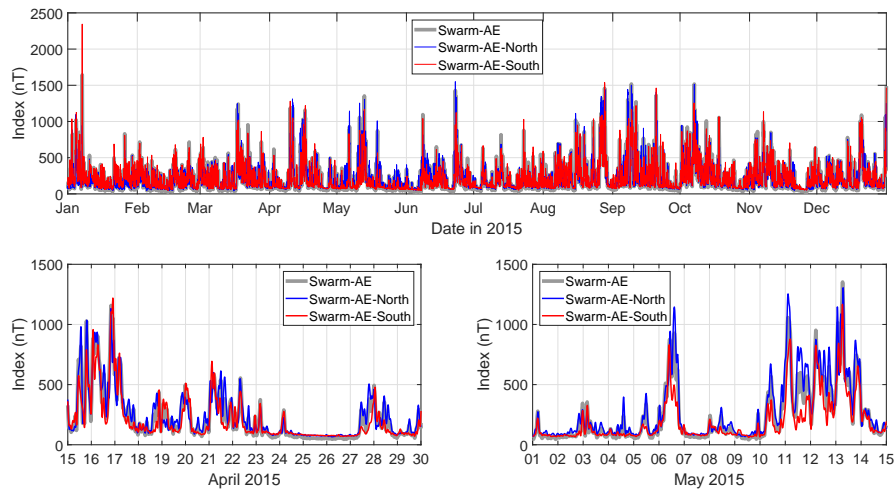 2500
2000
1500
1000
500
0
Index (nT)
Swarm-AE
Swarm-AE-North
Swarm-AE-South
Jan Feb Mar Apr May Jun Jul Aug Sep Oct Nov Dec
Date in 2015
1500
1000
500
0
Index (nT)
Swarm-AE
Swarm-AE-North
Swarm-AE-South
15 16 17 18 19 20 21 22 23 24 25 26 27 28 29 30
April 2015
1500
1000
500
0
Index (nT)
Swarm-AE
Swarm-AE-North
Swarm-AE-South
01 02 03 04 05 06 07 08 09 10 11 12 13 14 15
May 2015